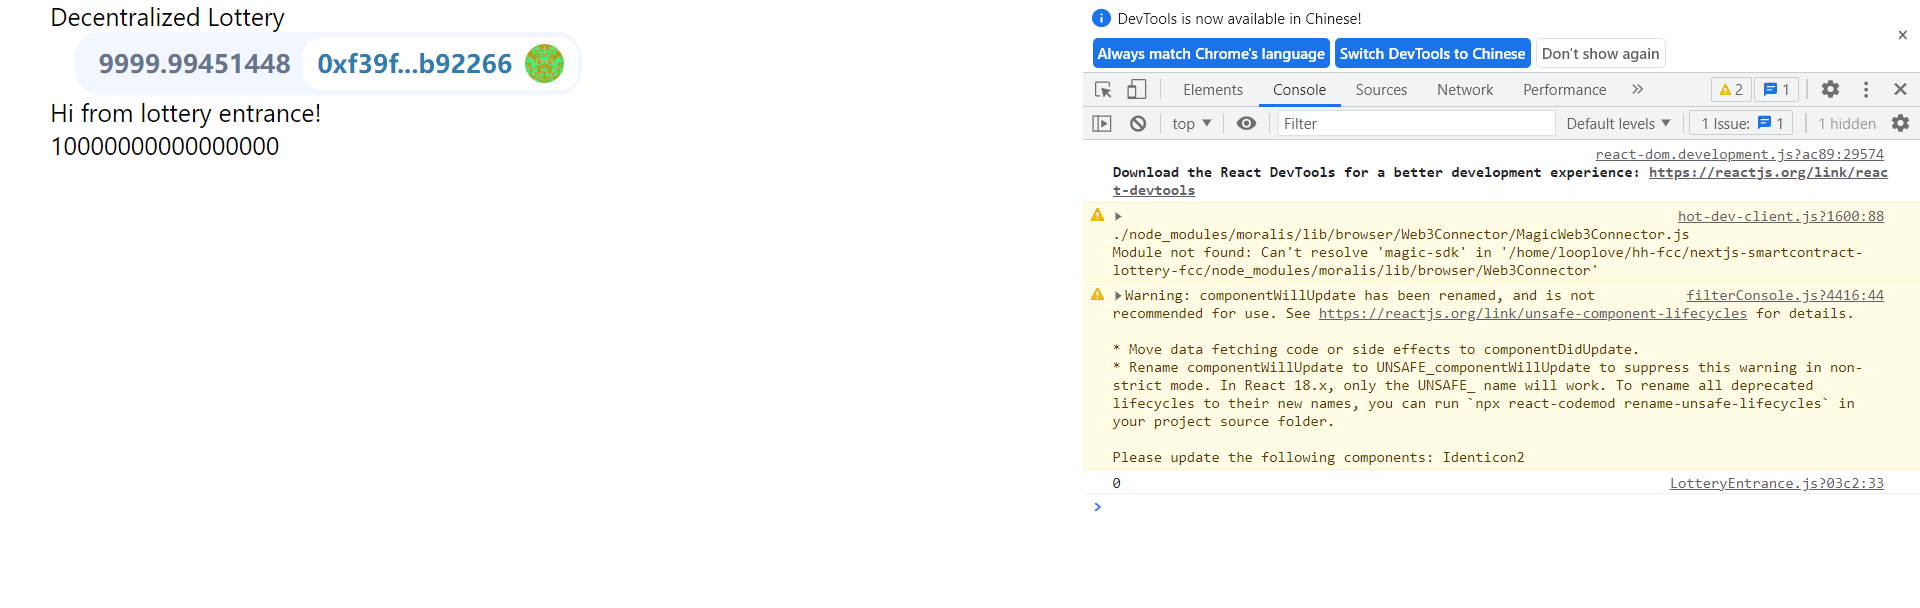 Decentralized Lottery
9999.99451448 0xf39f...b92266
Hi from lottery entrance!
10000000000000000
DevTools is now available in Chinese!
Always match Chrome's language Switch DevTools to Chinese Don't show again
Elements Console Sources Network Performance 2 1
top Filter Default levels 1 Issue: 1 1 hidden
react-dom.development.js?ac89:29574
Download the React DevTools for a better development experience: https://reactjs.org/link/reac
t-devtools
hot-dev-client.js?1600:88
./node_modules/moralis/lib/browser/Web3Connector/MagicWeb3Connector.js
Module not found: Can't resolve 'magic-sdk' in '/home/looplove/hh-fcc/nextjs-smartcontract-
lottery-fcc/node_modules/moralis/lib/browser/Web3Connector'
Warning: componentWillUpdate has been renamed, and is not filterConsole.js?4416:44
recommended for use. See https://reactjs.org/link/unsafe-component-lifecycles for details.
* Move data fetching code or side effects to componentDidUpdate.
* Rename componentWillUpdate to UNSAFE_componentWillUpdate to suppress this warning in non-
strict mode. In React 18.x, only the UNSAFE_ name will work. To rename all deprecated
lifecycles to their new names, you can run `npx react-codemod rename-unsafe-lifecycles` in
your project source folder.
Please update the following components: Identicon2
0 LotteryEntrance.js?03c2:33